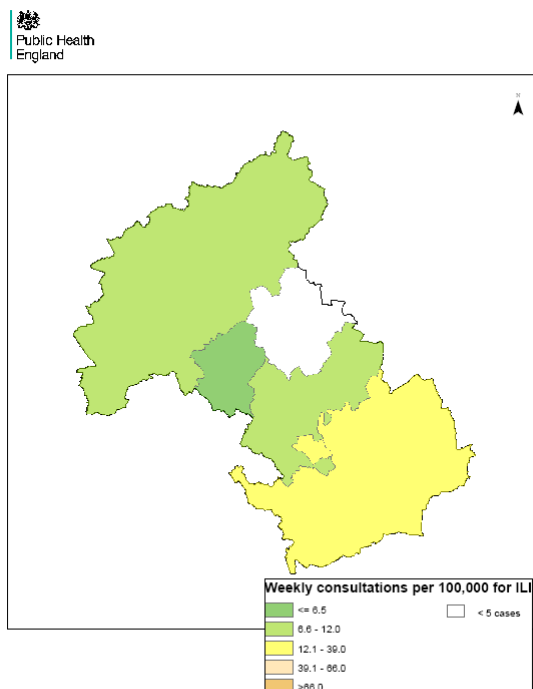 Public Health
England
N
Weekly consultations per 100,000 for ILI
<= 6.5
< 5 cases
6.6 - 12.0
12.1 - 39.0
39.1 - 66.0
>66.0